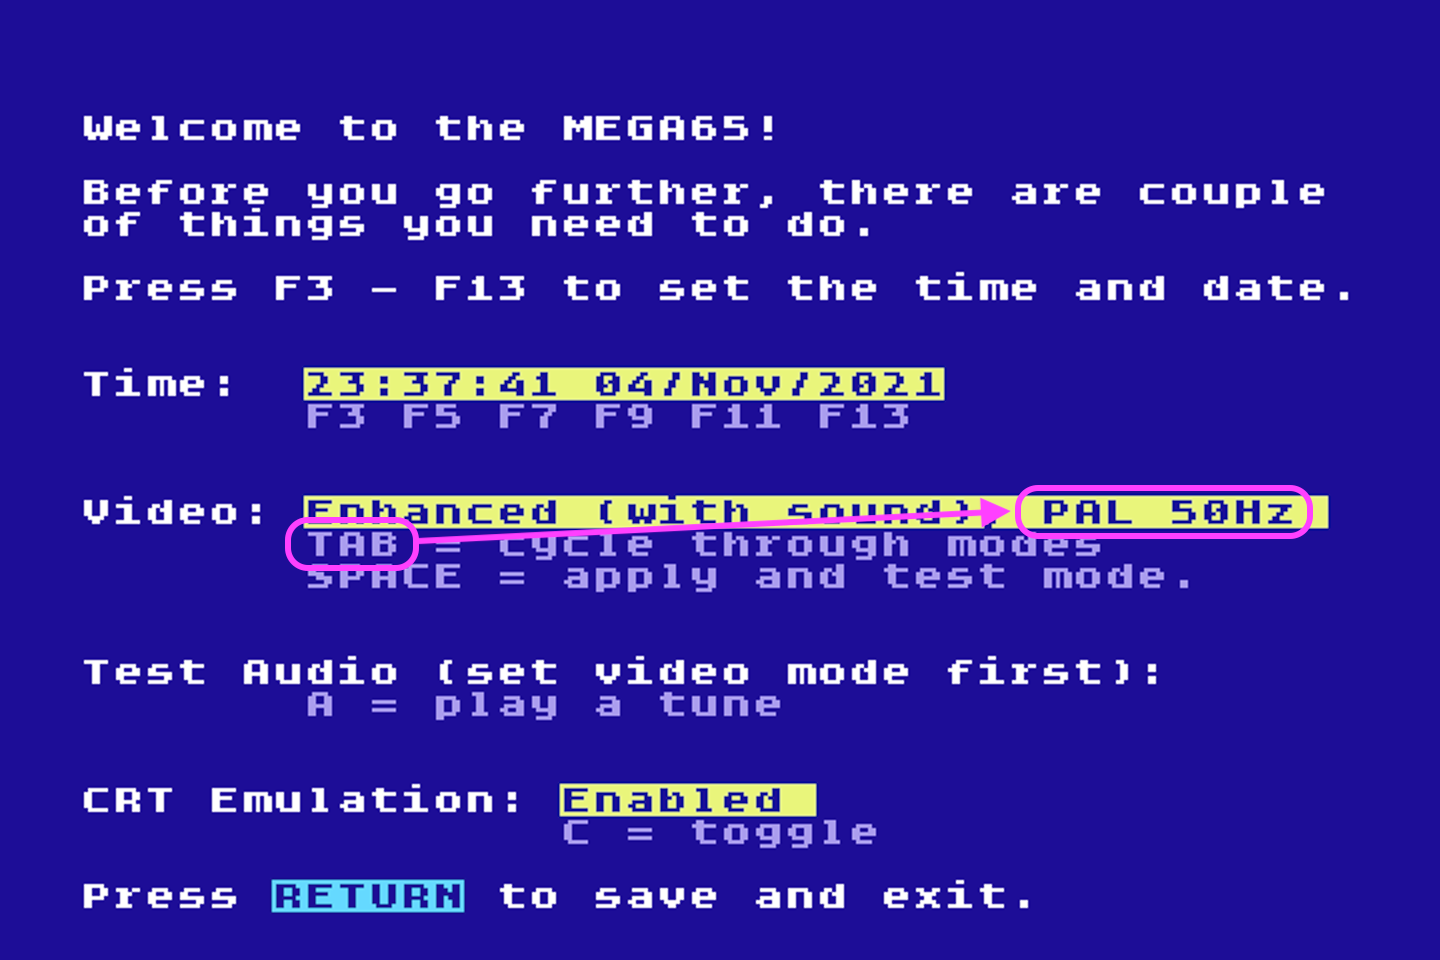 Welcome to the MEGA65!
Before you go further, there are couple
of things you need to do.
Press F3 - F13 to set the time and date.
Time: 23:37:41 04/Nov/2021
F3 F5 F7 F9 F11 F13
Video: Enhanced (with sound), PAL 50Hz
TAB = cycle through modes
SPACE = apply and test mode.
Test Audio (set video mode first):
A = play a tune
CRT Emulation: Enabled
C = toggle
Press RETURN to save and exit.